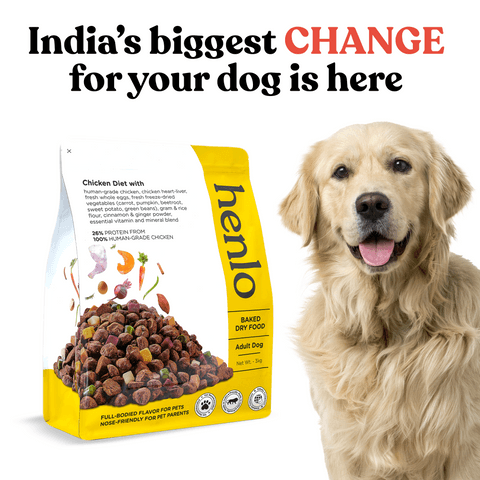 India's biggest CHANGE
for your dog is here
Chicken Diet with
human-grade chicken, chicken heart-liver,
fresh whole eggs, fresh freeze-dried
vegetables (carrot, pumpkin, beetroot,
sweet potato, green beans), gram & rice
flour, cinnamon & ginger powder,
essential vitamin and mineral blend.
26% PROTEIN FROM
100% HUMAN-GRADE CHICKEN
henlo
BAKED
DRY FOOD
Adult Dog
Net Wt. - 1kg
FULL-BODIED FLAVOR FOR PETS
NOSE-FRIENDLY FOR PET PARENTS